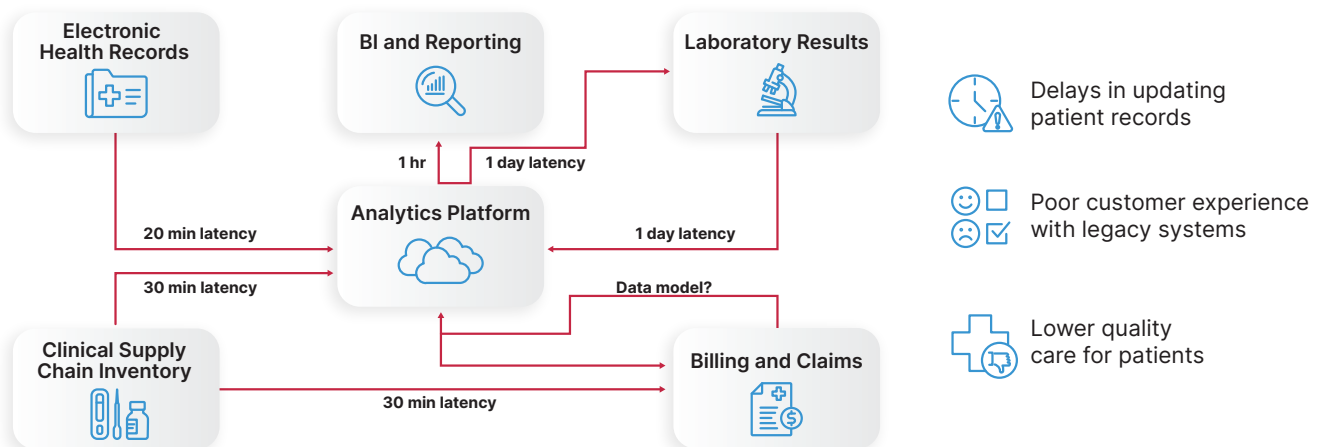 Electronic
Health Records
BI and Reporting
Laboratory Results
1 hr
1 day latency
Analytics Platform
20 min latency
1 day latency
30 min latency
Data model?
Clinical Supply
Chain Inventory
Billing and Claims
30 min latency
Delays in updating
patient records
Poor customer experience
with legacy systems
Lower quality
care for patients